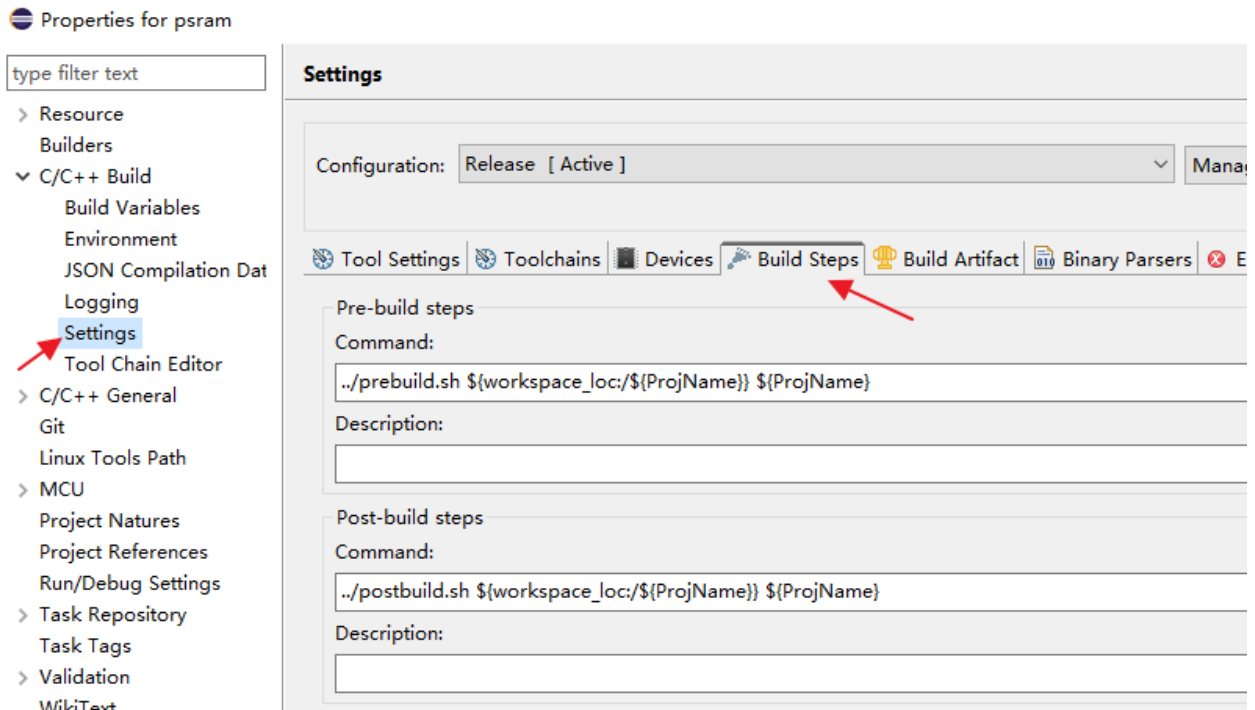 Properties for psram
type filter text
Resource
Builders
C/C++ Build
Build Variables
Environment
JSON Compilation Dat
Logging
Settings
Tool Chain Editor
C/C++ General
Git
Linux Tools Path
MCU
Project Natures
Project References
Run/Debug Settings
Task Repository
Task Tags
Validation
WikiText
Settings
Configuration: Release [ Active ] Manag
Tool Settings Toolchains Devices Build Steps Build Artifact Binary Parsers E
Pre-build steps
Command:
../prebuild.sh ${workspace_loc:/${ProjName}} ${ProjName}
Description:
Post-build steps
Command:
../postbuild.sh ${workspace_loc:/${ProjName}} ${ProjName}
Description: